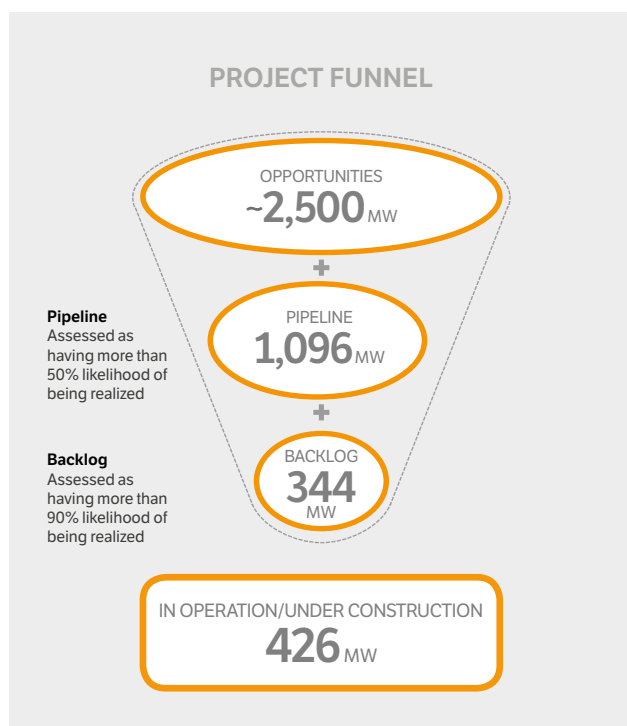 PROJECT FUNNEL
OPPORTUNITIES
~2,500 MW
+
Pipeline
Assessed as
having more than
50% likelihood of
being realized
PIPELINE
1,096 MW
+
Backlog
Assessed as
having more than
90% likelihood of
being realized
BACKLOG
344
MW
IN OPERATION/UNDER CONSTRUCTION
426 MW